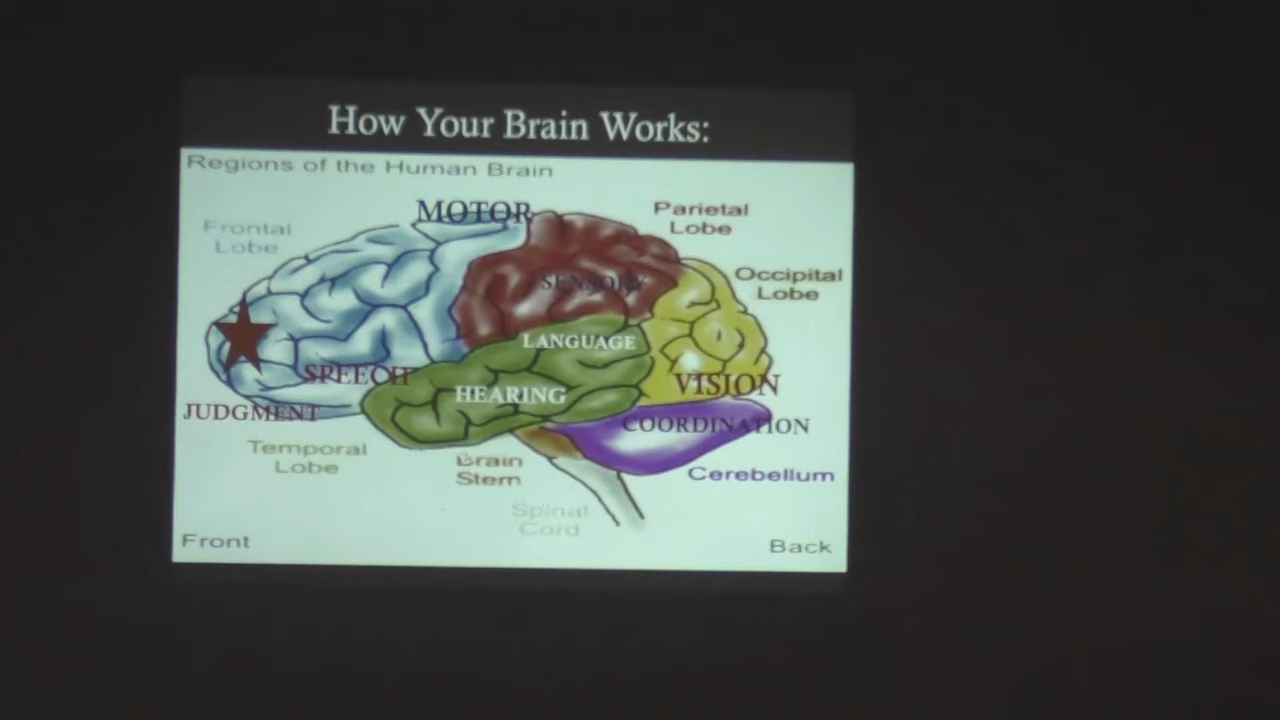 How Your Brain Works:
Regions of the Human Brain
MOTOR
Parietal
Lobe
Frontal
Lobe
Occipital
Lobe
SENSORY
LANGUAGE
SPEECH
HEARING
VISION
JUDGMENT
COORDINATION
Temporal
Lobe
Brain
Stem
Cerebellum
Spinal
Cord
Front
Back